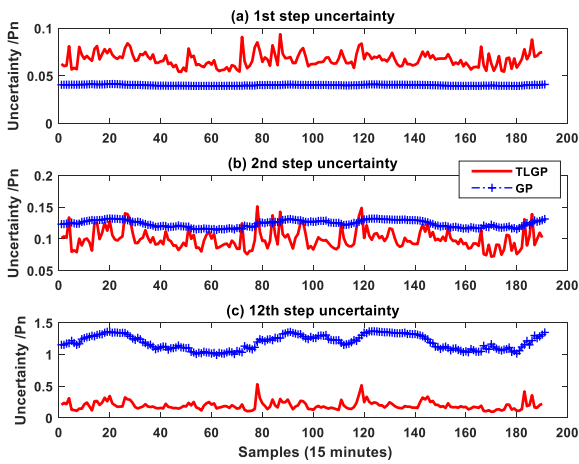 (a) 1st step uncertainty
Uncertainty /Pn
0.1
0.05
0
0 20 40 60 80 100 120 140 160 180 200
(b) 2nd step uncertainty
Uncertainty /Pn
0.2
0.15
0.1
0.05
TLGP
GP
0 20 40 60 80 100 120 140 160 180 200
(c) 12th step uncertainty
Uncertainty /Pn
1.5
1
0.5
0
0 20 40 60 80 100 120 140 160 180 200
Samples (15 minutes)